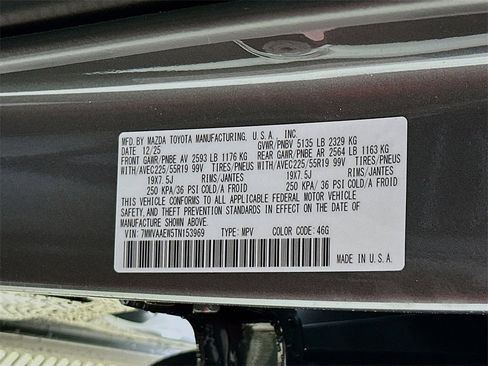 MFD. BY MAZDA TOYOTA MANUFACTURING, U.S.A., INC.
DATE 12/25 GVWR/PNBV 5135 LB 2329 KG
FRONT GAWR/PNBE AV 2593 LB 1176 KG REAR GAWR/PNBE AR 2564 LB 1163 KG
WITH/AVEC225/55R19 99V TIRES/PNEUS WITH/AVEC225/55R19 99V TIRES/PNEUS
19X7.5J RIMS/JANTES 19X7.5J RIMS/JANTES
250 KPA/ 36 PSI COLD/A FROID 250 KPA/ 36 PSI COLD/A FROID
THIS VEHICLE CONFORMS TO ALL APPLICABLE FEDERAL MOTOR VEHICLE
SAFETY, AND THEFT PREVENTION STANDARDS IN EFFECT ON THE DATE OF
MANUFACTURE SHOWN ABOVE.
VIN: 7MMVAAEW5TN153969 TYPE: MPV COLOR CODE: 46G
MADE IN U.S.A.